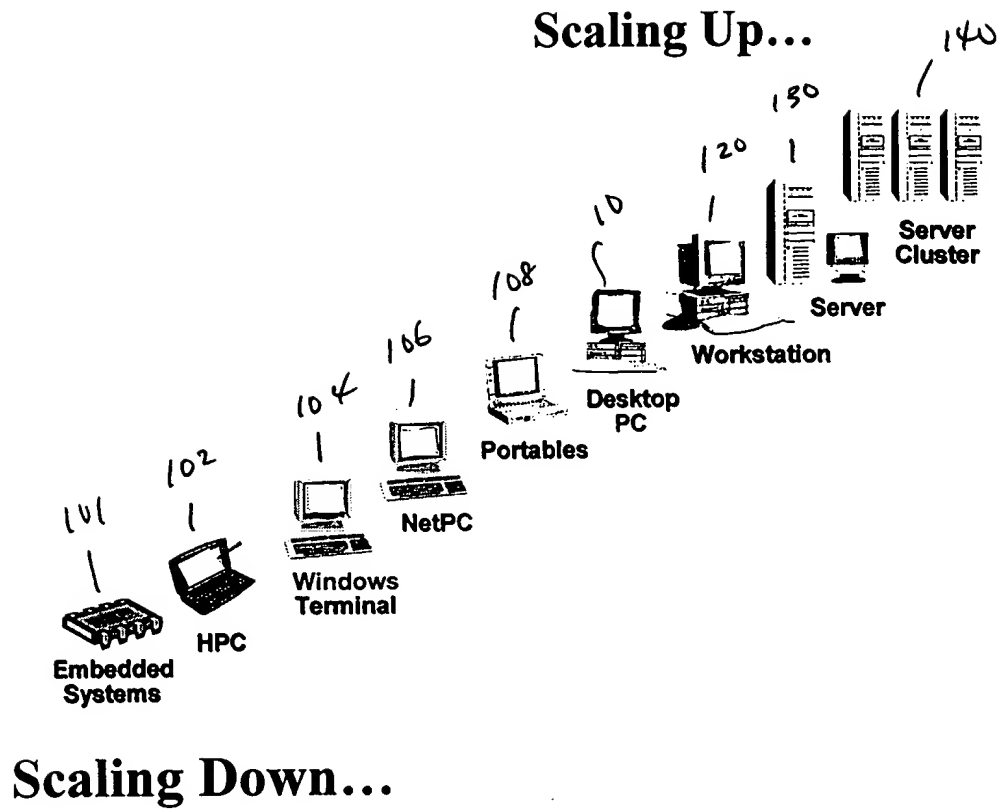 Scaling Up...
140
130
120
10
108
106
104
102
101
Server
Cluster
Server
Workstation
Desktop
PC
Portables
NetPC
Windows
Terminal
HPC
Embedded
Systems
Scaling Down...